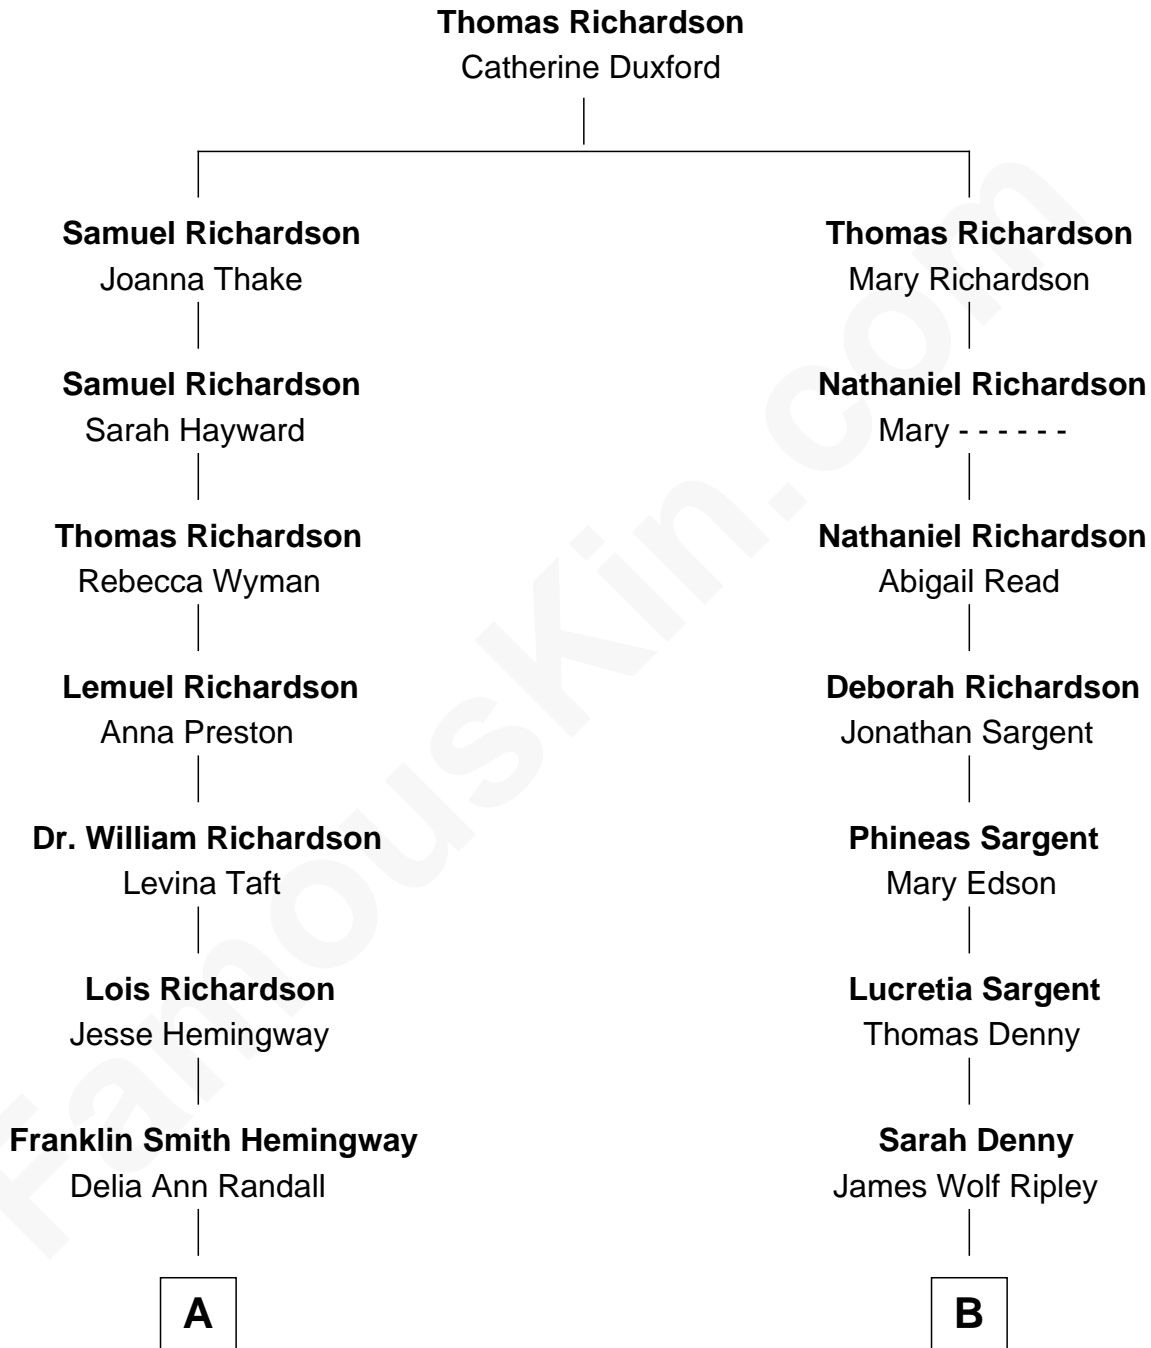 Thomas Richardson
Catherine Duxford
Samuel Richardson
Joanna Thake
Thomas Richardson
Mary Richardson
Samuel Richardson
Sarah Hayward
Nathaniel Richardson
Mary - - - - - -
Thomas Richardson
Rebecca Wyman
Nathaniel Richardson
Abigail Read
Lemuel Richardson
Anna Preston
Deborah Richardson
Jonathan Sargent
Dr. William Richardson
Levina Taft
Phineas Sargent
Mary Edson
Lois Richardson
Jesse Hemingway
Lucretia Sargent
Thomas Denny
Franklin Smith Hemingway
Delia Ann Randall
Sarah Denny
James Wolf Ripley
A
B
FamousKin.com